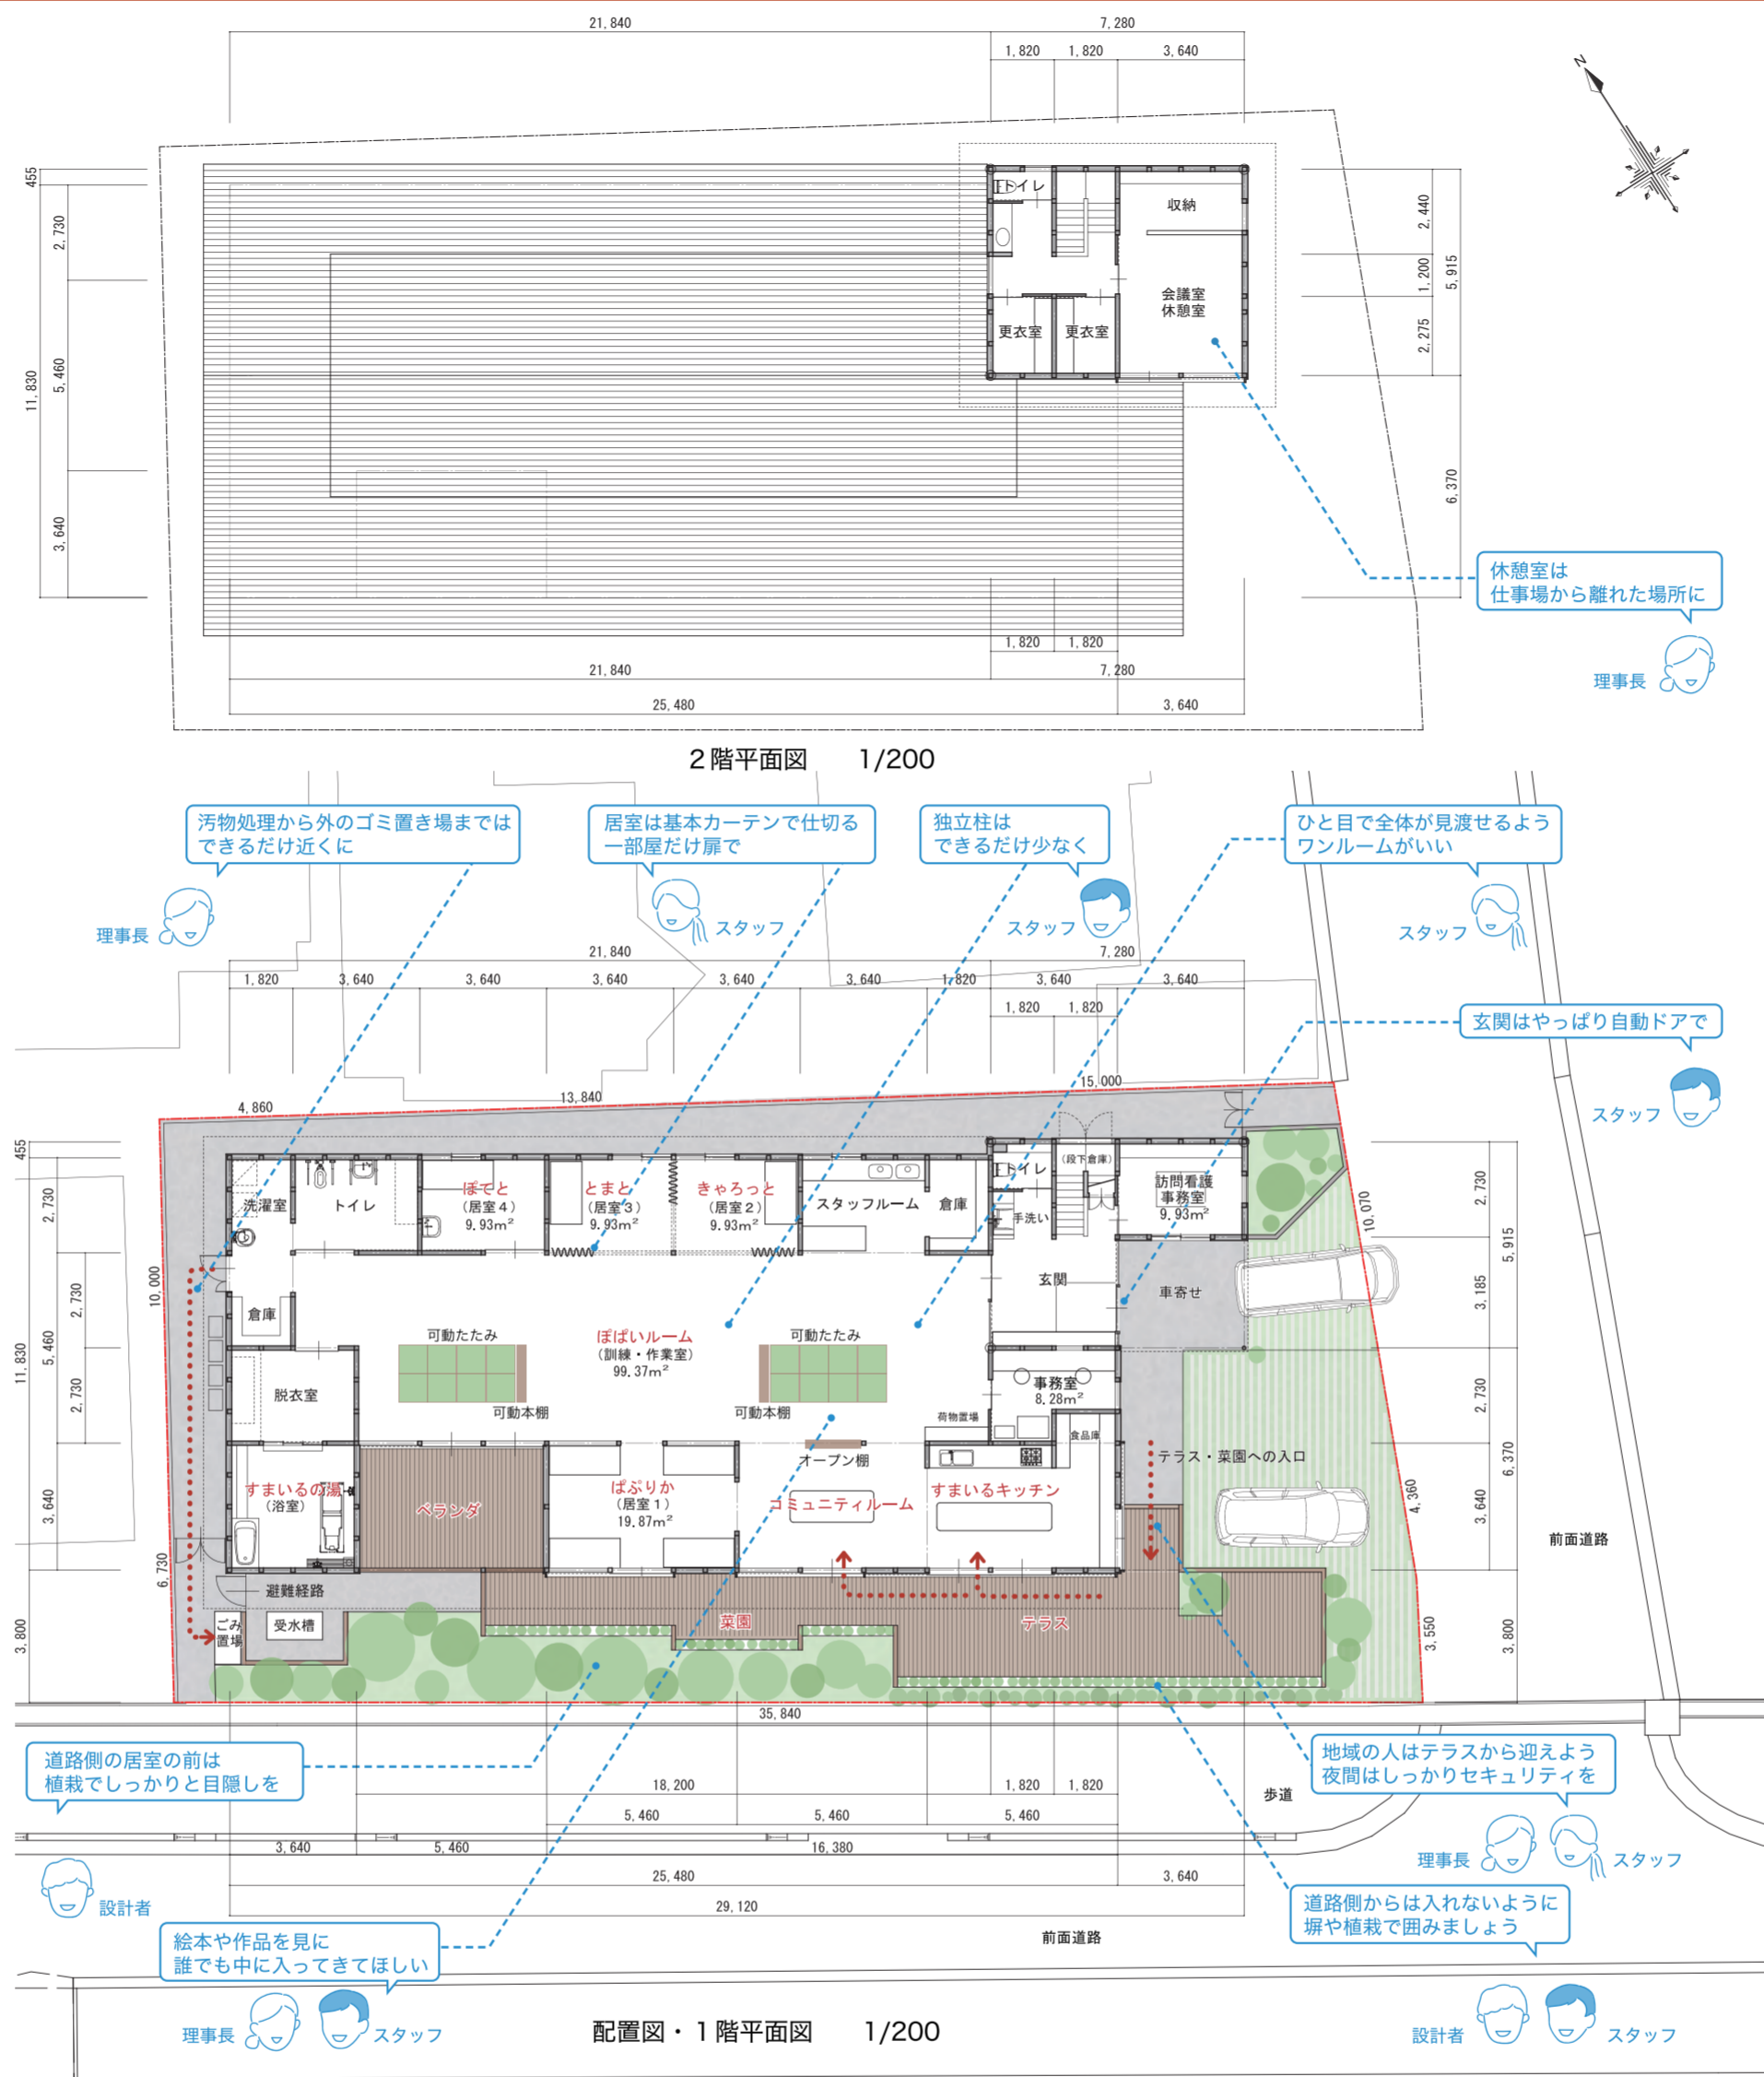 21,840
7,280
1,820
1,820
3,640
N
455
2,730
5,460
11,830
3,640
トイレ
収納
会議室
休憩室
更衣室
更衣室
2,440
1,200
5,915
2,275
6,370
休憩室は
仕事場から離れた場所に
理事長
1,820
1,820
21,840
7,280
25,480
3,640
2階平面図 1/200
汚物処理から外のゴミ置き場までは
できるだけ近くに
理事長
居室は基本カーテンで仕切る
一部屋だけ扉で
スタッフ
独立柱は
できるだけ少なく
スタッフ
ひと目で全体が見渡せるよう
ワンルームがいい
スタッフ
玄関はやっぱり自動ドアで
スタッフ
21,840
7,280
1,820
3,640
3,640
3,640
3,640
3,640
1,820
3,640
3,640
1,820
1,820
4,860
13,840
15,000
455
2,730
2,730
5,460
11,830
2,730
3,640
3,800
10,000
6,730
洗濯室
トイレ
ぽてと
(居室4)
9.93m²
とまと
(居室3)
9.93m²
きゃろっと
(居室2)
9.93m²
スタッフルーム
倉庫
トイレ
手洗い
(段下倉庫)
訪問看護
事務室
9.93m²
倉庫
玄関
車寄せ
可動たたみ
ぽぱいルーム
(訓練・作業室)
99.37m²
可動たたみ
脱衣室
可動本棚
可動本棚
事務室
8.28m²
荷物置場
食品庫
オープン棚
テラス・菜園への入口
すまいるの湯
(浴室)
ベランダ
ぱぷりか
(居室1)
19.87m²
コミュニティルーム
すまいるキッチン
避難経路
ごみ
置場
受水槽
菜園
テラス
10,070
4,360
3,550
2,730
5,915
3,185
2,730
6,370
3,640
3,800
前面道路
35,840
道路側の居室の前は
植栽でしっかりと目隠しを
設計者
18,200
1,820
1,820
5,460
5,460
5,460
3,640
5,460
16,380
25,480
3,640
29,120
歩道
前面道路
地域の人はテラスから迎えよう
夜間はしっかりセキュリティを
理事長
スタッフ
道路側からは入れないように
塀や植栽で囲みましょう
設計者
スタッフ
絵本や作品を見に
誰でも中に入ってきてほしい
理事長
スタッフ
配置図・1階平面図 1/200